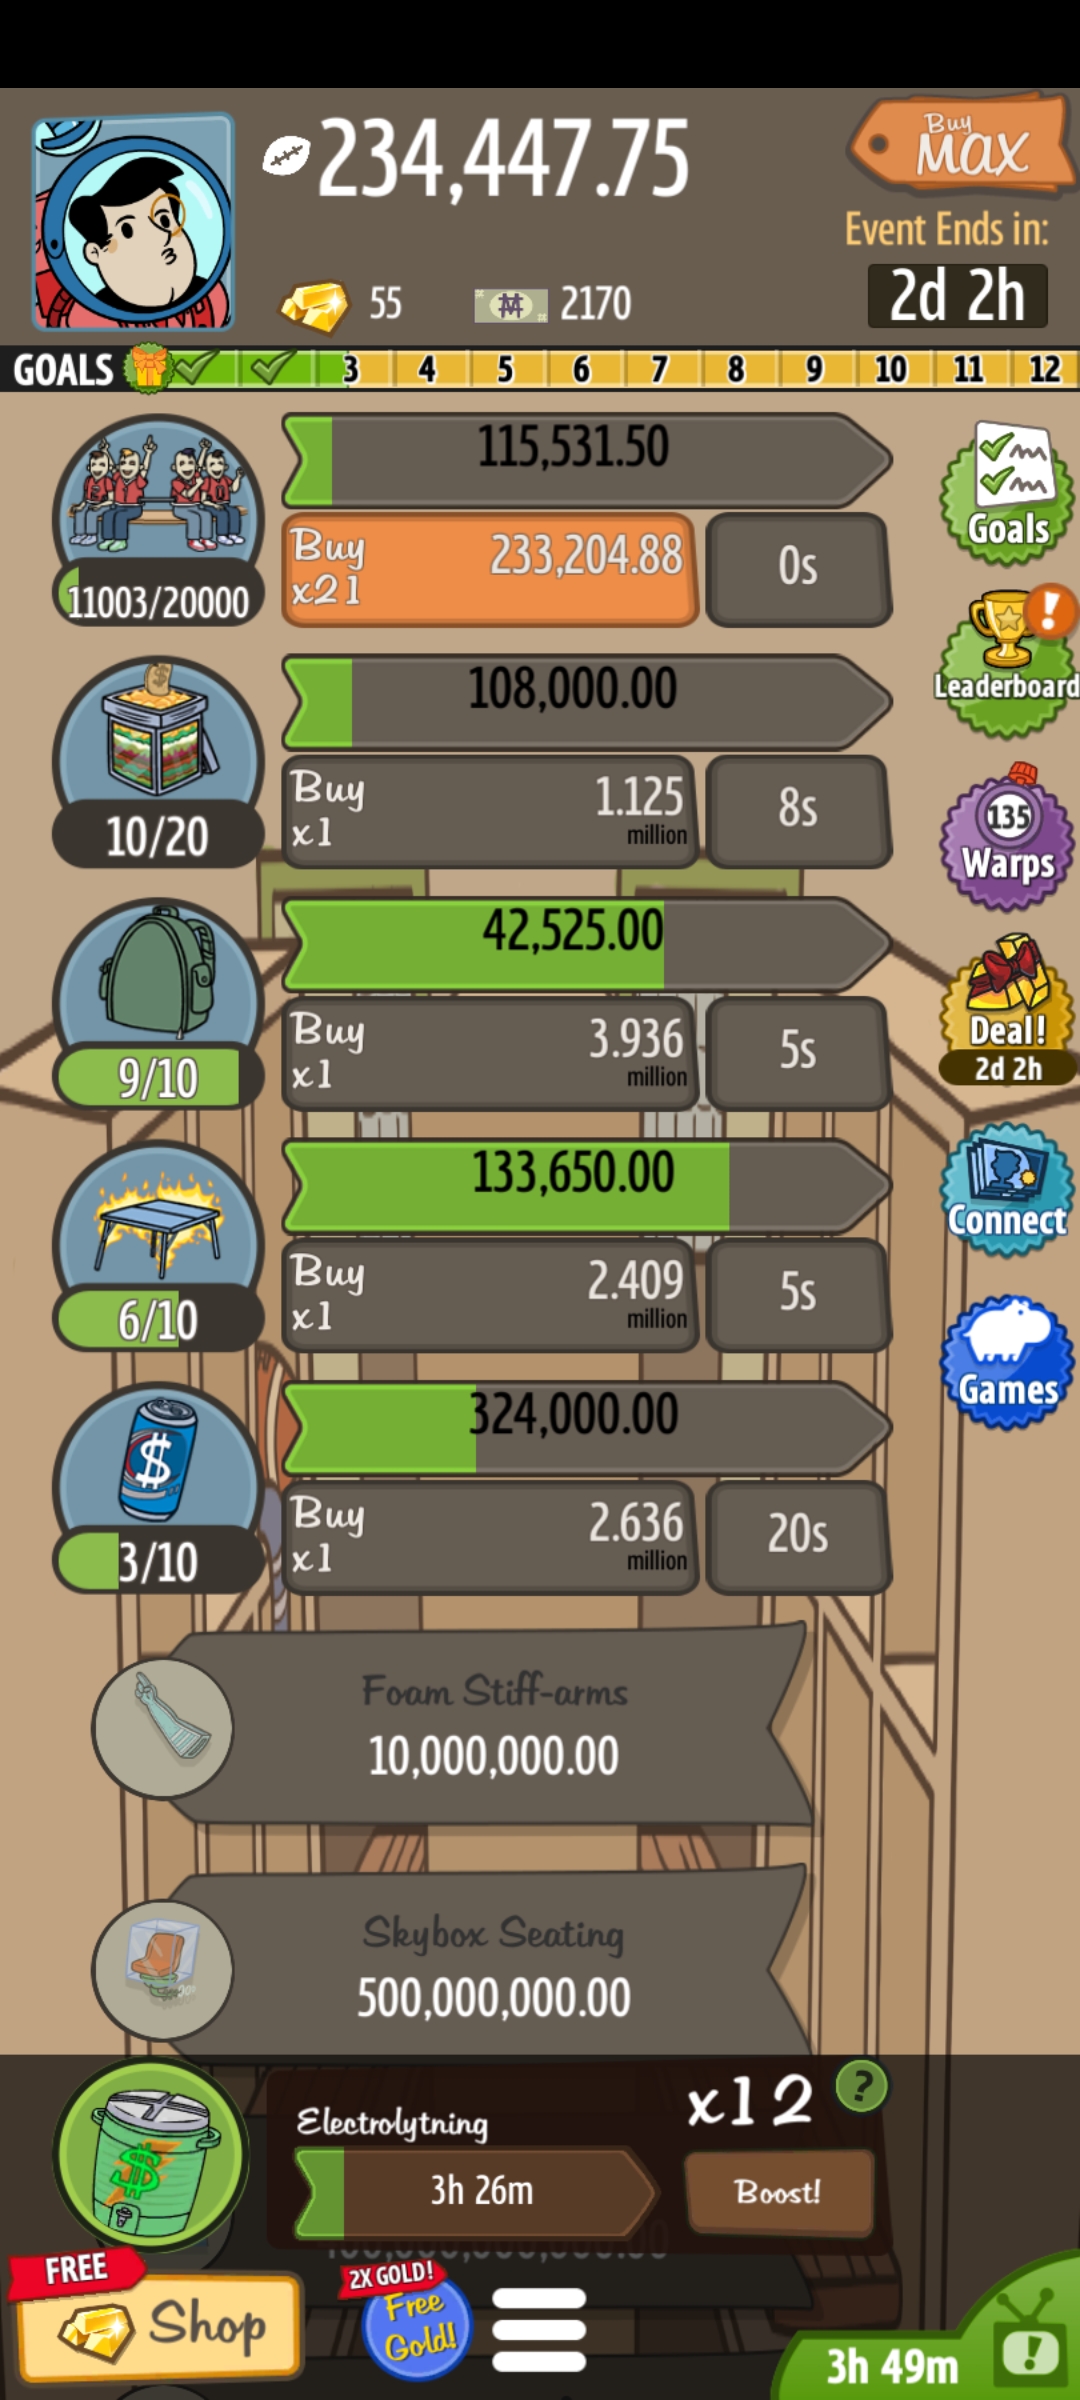 234,447.75
Buy
MAX
Event Ends in:
55
2170
2d 2h
GOALS 3 4 5 6 7 8 9 10 11 12
115,531.50
Buy
x21
233,204.88
0s
11003/20000
Goals
Leaderboard
108,000.00
Buy
x1
1.125
million
8s
10/20
135
Warps
42,525.00
Buy
x1
3.936
million
5s
9/10
Deal!
2d 2h
133,650.00
Buy
x1
2.409
million
5s
6/10
Connect
324,000.00
Buy
x1
2.636
million
20s
3/10
Games
Foam Stiff-arms
10,000,000.00
Skybox Seating
500,000,000.00
Electrolytning
x12
?
3h 26m
Boost!
FREE
Shop
2X GOLD!
Free
Gold!
3h 49m